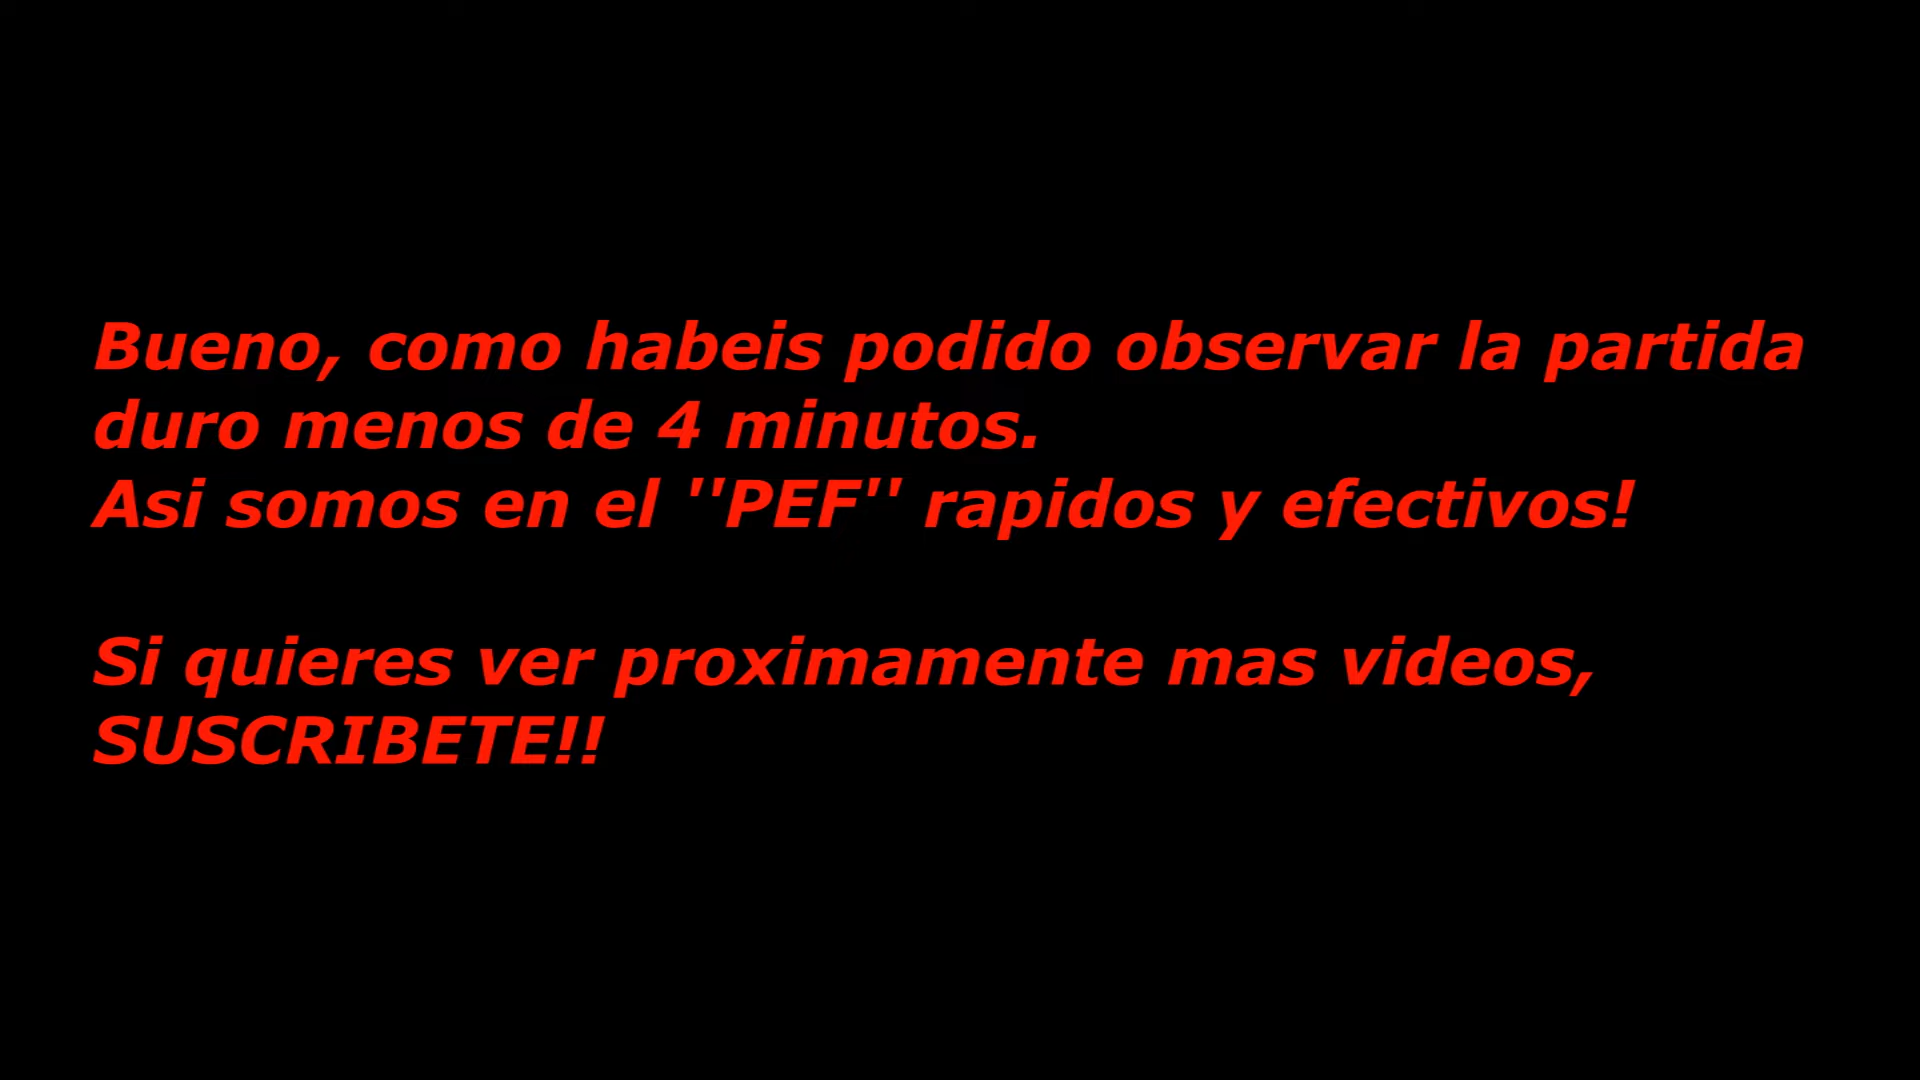 Bueno, como habeis podido observar la partida
duro menos de 4 minutos.
Asi somos en el ''PEF'' rapidos y efectivos!
Si quieres ver proximamente mas videos,
SUSCRIBETE!!